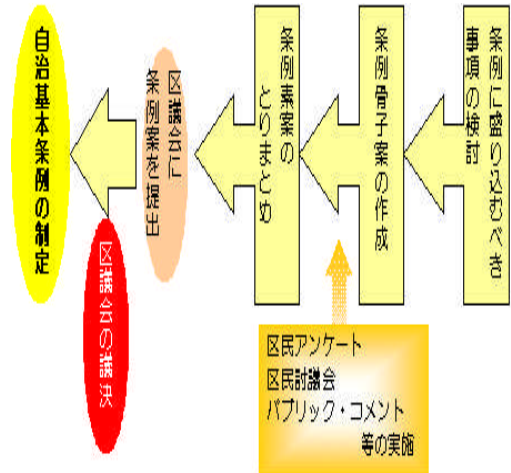 条例に盛り込むべき
事項の検討
条例骨子案の作成
条例素案の
とりまとめ
区議会に
条例案を提出
区議会の議決
自治基本条例の制定
区民アンケート
区民討議会
パブリック・コメント
等の実施